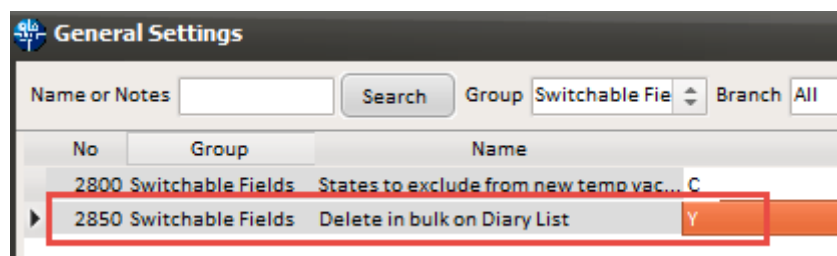 General Settings
Name or Notes Search Group Switchable Fie Branch All
No Group Name
2800 Switchable Fields States to exclude from new temp vac... C
2850 Switchable Fields Delete in bulk on Diary List Y